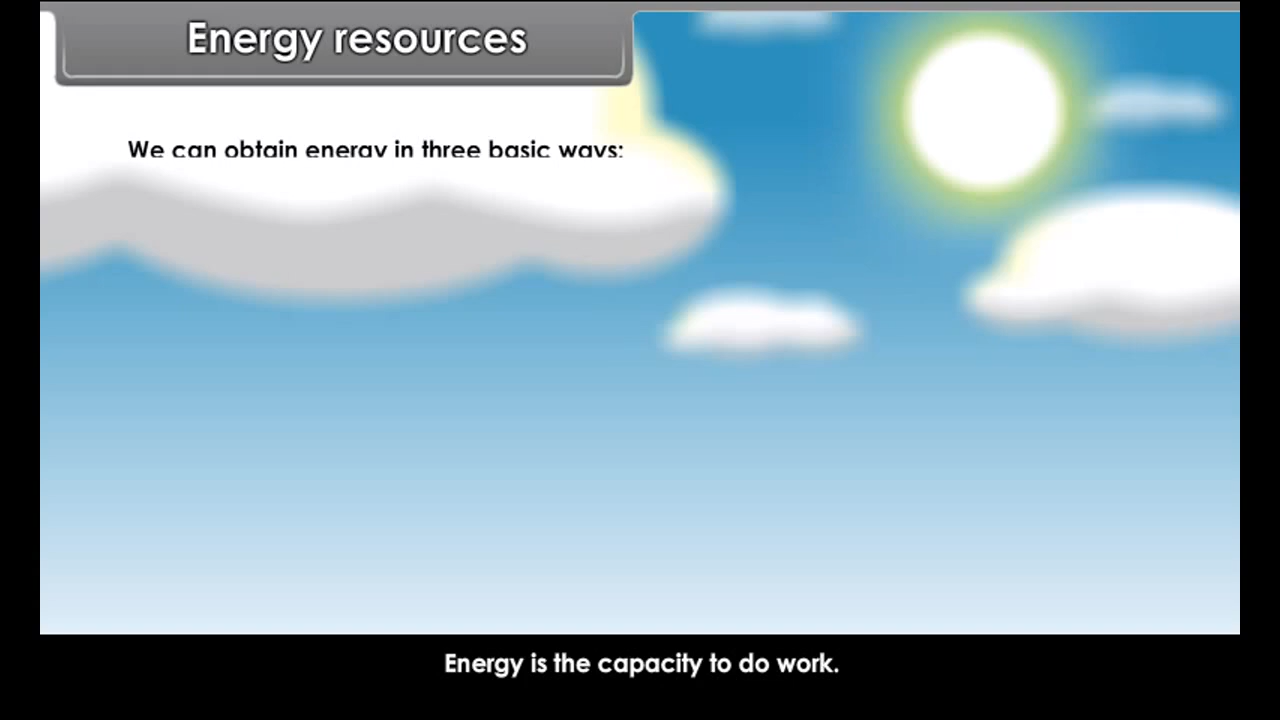 Energy resources
We can obtain energy in three basic ways:
Energy is the capacity to do work.